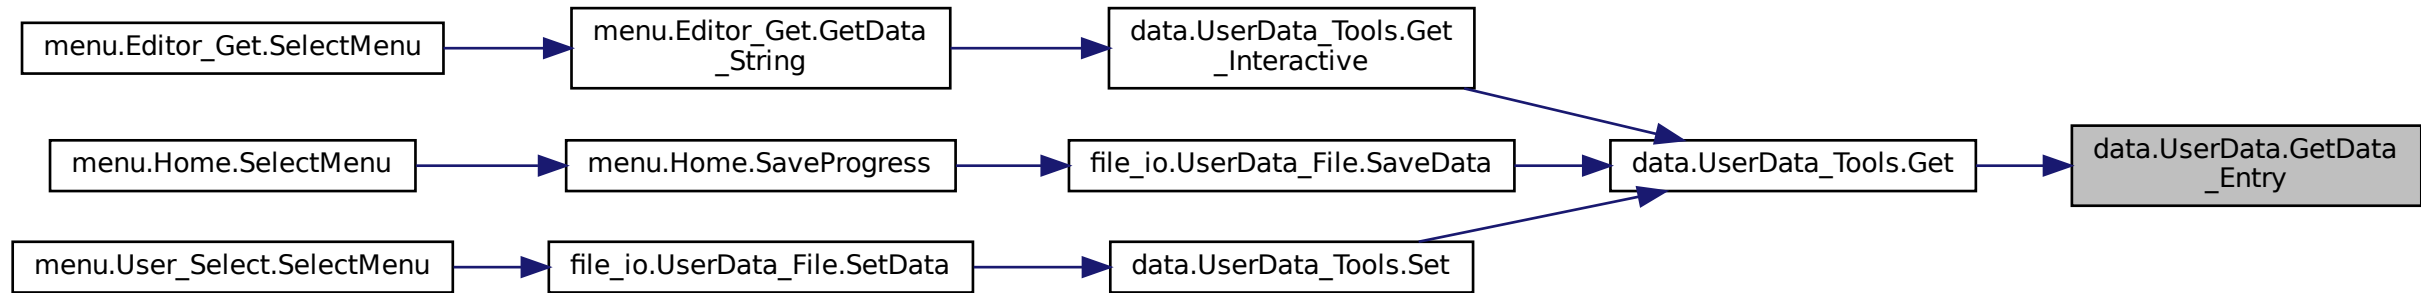 menu.Editor_Get.SelectMenu
menu.Editor_Get.GetData
_String
data.UserData_Tools.Get
_Interactive
menu.Home.SelectMenu
menu.Home.SaveProgress
file_io.UserData_File.SaveData
data.UserData_Tools.Get
data.UserData.GetData
_Entry
menu.User_Select.SelectMenu
file_io.UserData_File.SetData
data.UserData_Tools.Set